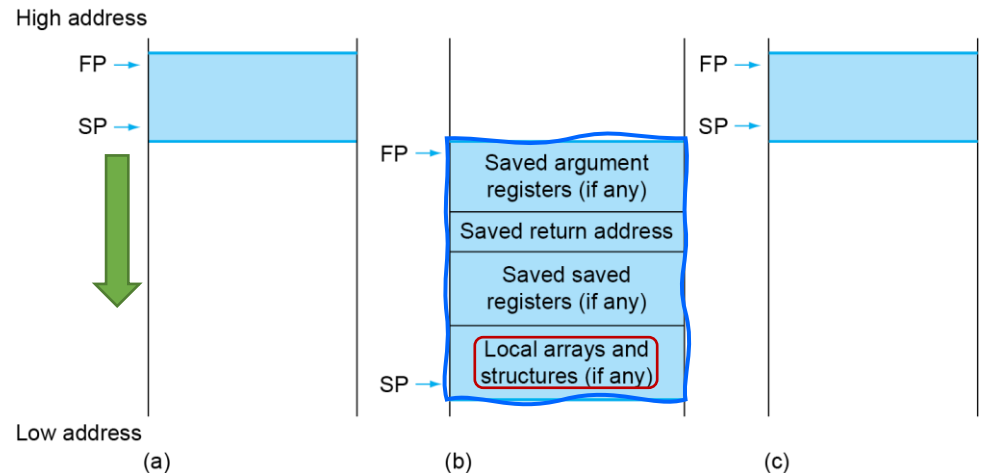 High address
FP
SP
FP
Saved argument
registers (if any)
Saved return address
Saved saved
registers (if any)
Local arrays and
structures (if any)
SP
FP
SP
Low address
(a)
(b)
(c)